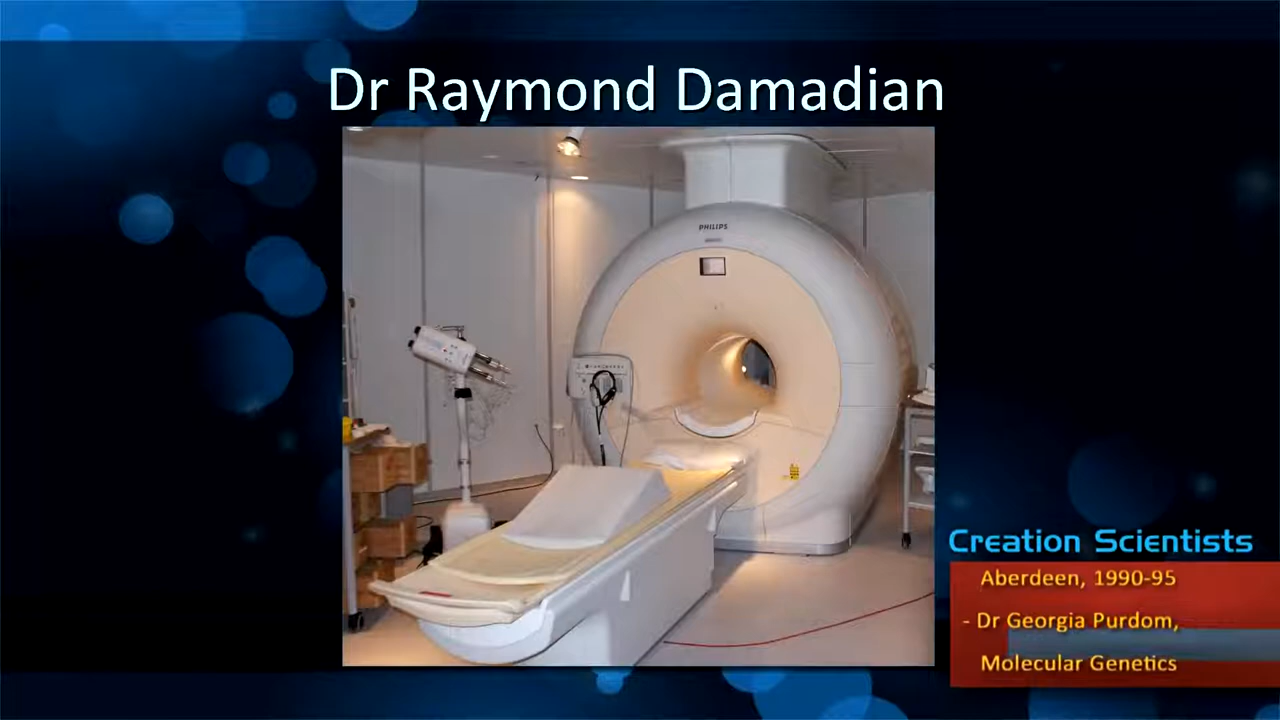 Dr Raymond Damadian
PHILIPS
Creation Scientists
Aberdeen, 1990-95
- Dr Georgia Purdom,
Molecular Genetics